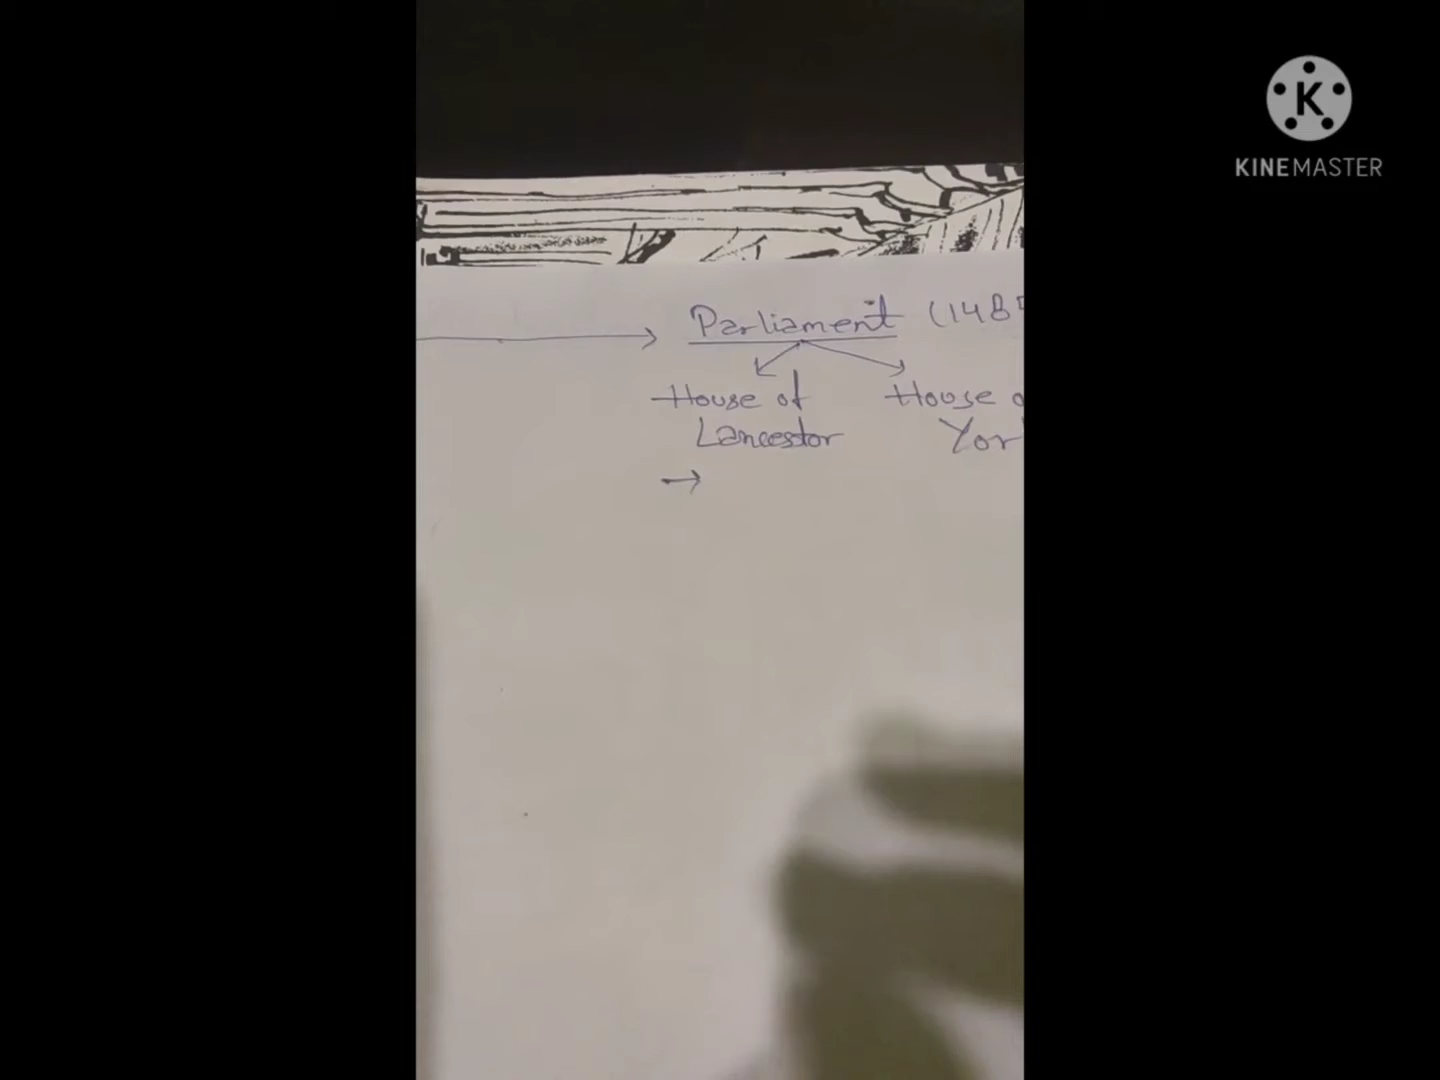 K
KINEMASTER
Parliament (148
House of House o
Lancestor Yor